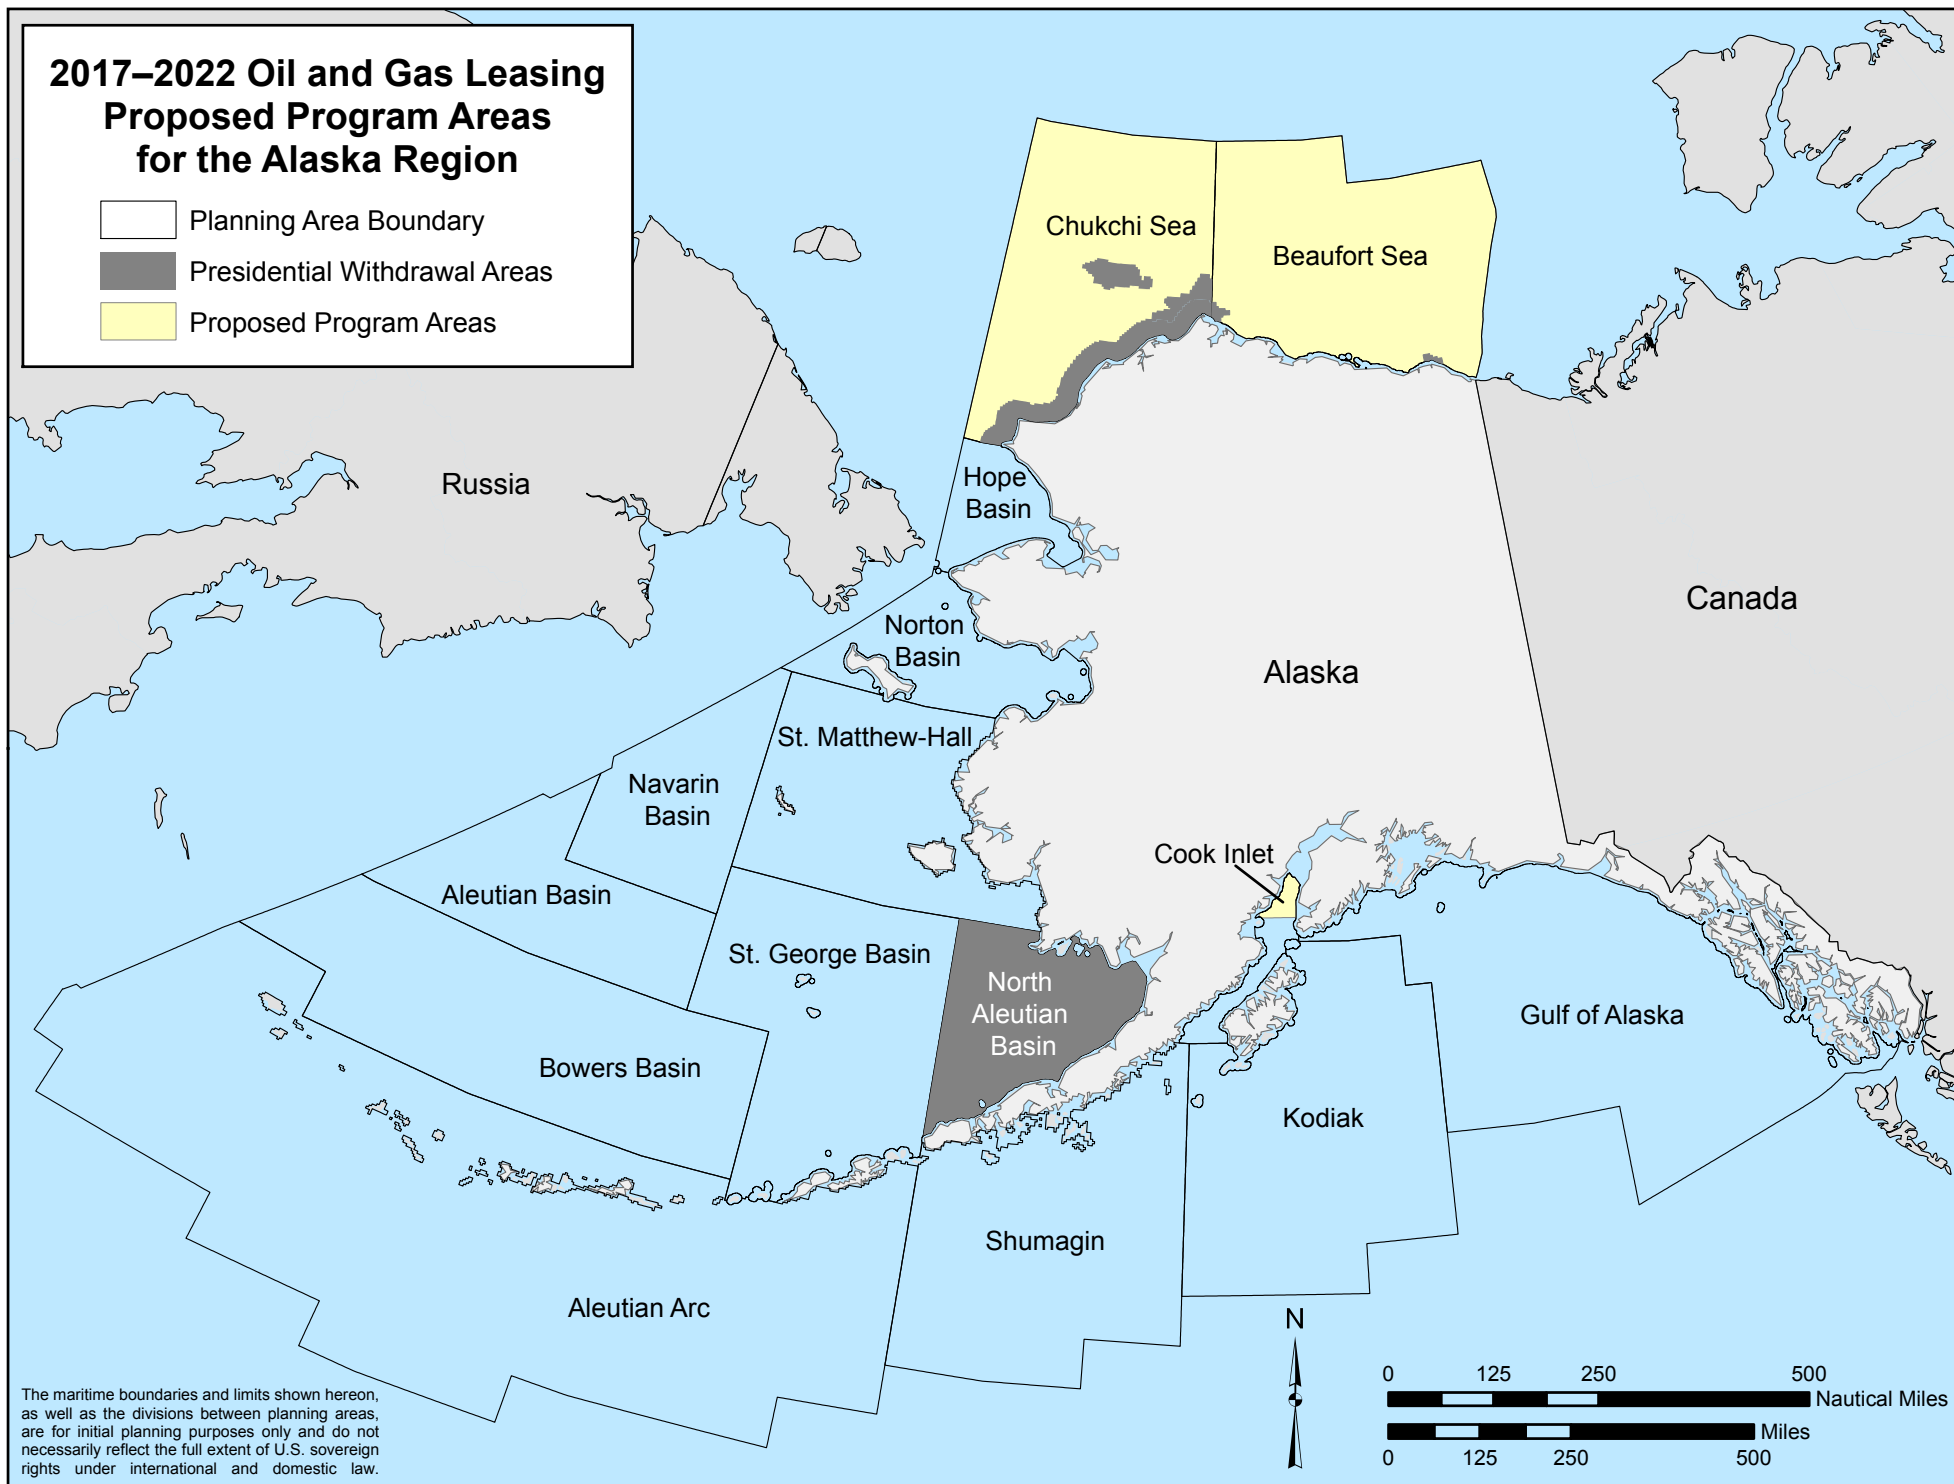 2017–2022 Oil and Gas Leasing
Proposed Program Areas
for the Alaska Region
Planning Area Boundary
Presidential Withdrawal Areas
Proposed Program Areas
Chukchi Sea
Beaufort Sea
Russia
Hope
Basin
Canada
Norton
Basin
Alaska
St. Matthew-Hall
Navarin
Basin
Cook Inlet
Aleutian Basin
St. George Basin
North
Aleutian
Basin
Gulf of Alaska
Bowers Basin
Kodiak
Shumagin
Aleutian Arc
N
0 125 250 500
Nautical Miles
Miles
0 125 250 500
The maritime boundaries and limits shown hereon,
as well as the divisions between planning areas,
are for initial planning purposes only and do not
necessarily reflect the full extent of U.S. sovereign
rights under international and domestic law.